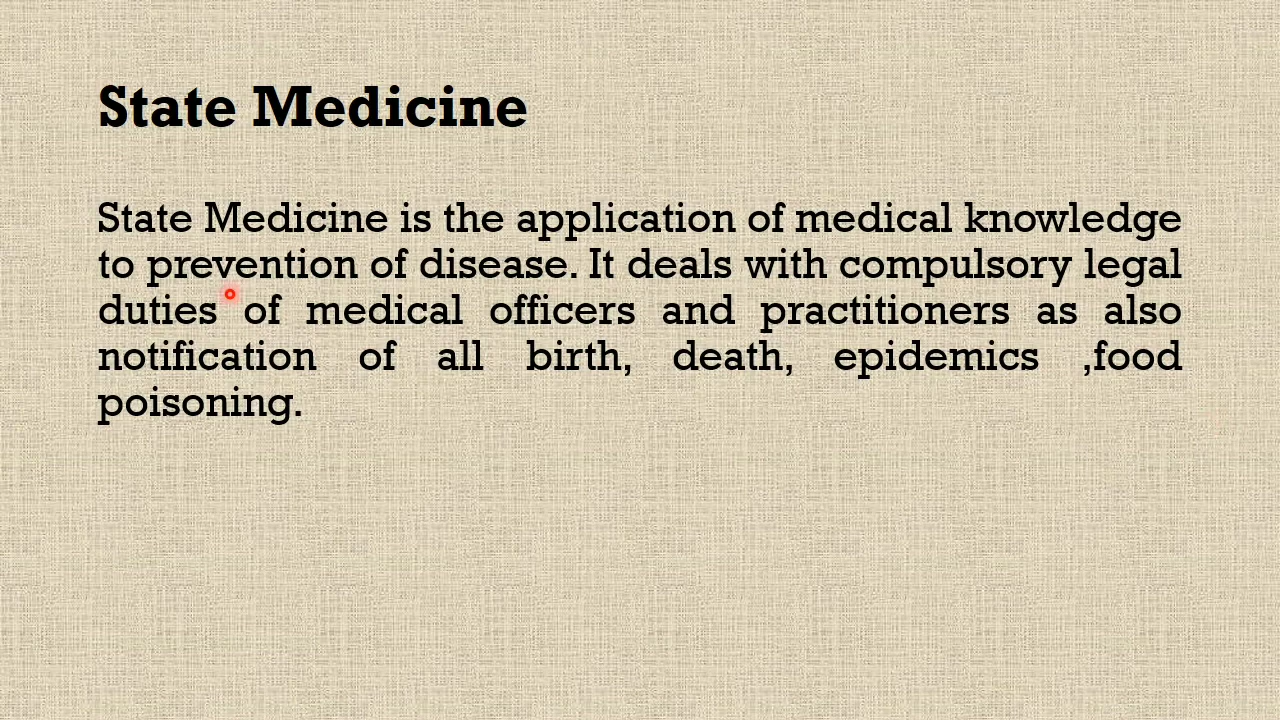 State Medicine
State Medicine is the application of medical knowledge
to prevention of disease. It deals with compulsory legal
duties of medical officers and practitioners as also
notification of all birth, death, epidemics ,food
poisoning.